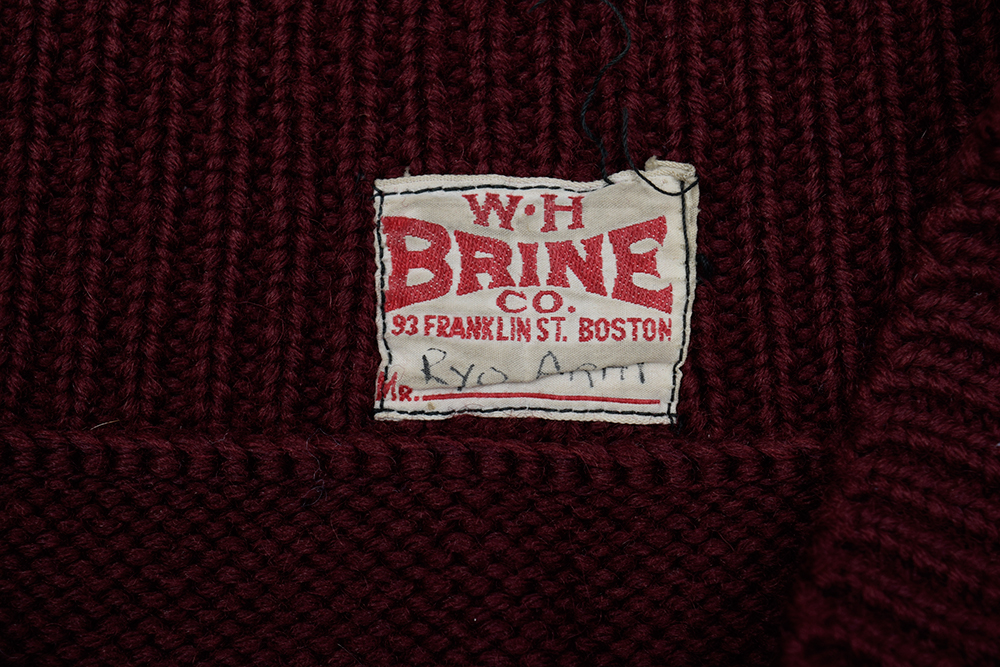 W·H
BRINE
CO.
93 FRANKLIN ST. BOSTON
MR. RYO